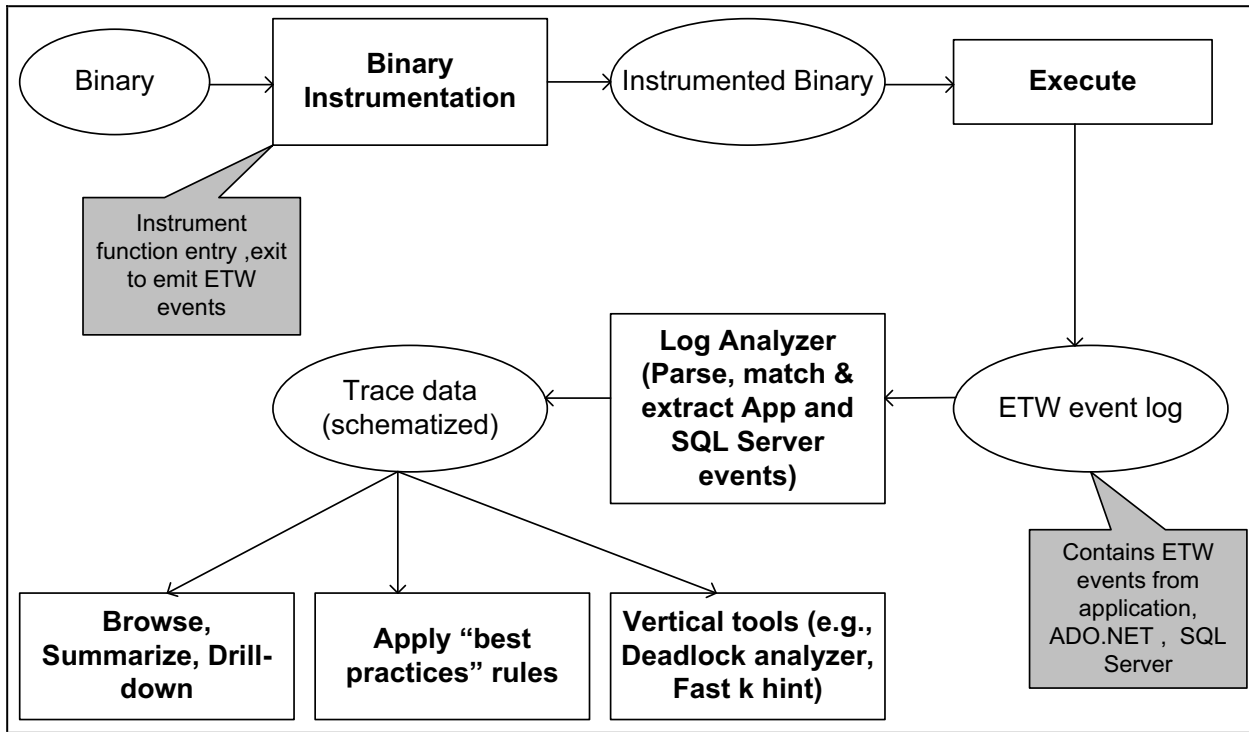 Binary
Binary
Instrumentation
Instrumented Binary
Execute
Instrument
function entry ,exit
to emit ETW
events
Trace data
(schematized)
Log Analyzer
(Parse, match &
extract App and
SQL Server
events)
ETW event log
Contains ETW
events from
application,
ADO.NET , SQL
Server
Browse,
Summarize, Drill-
down
Apply “best
practices” rules
Vertical tools (e.g.,
Deadlock analyzer,
Fast k hint)